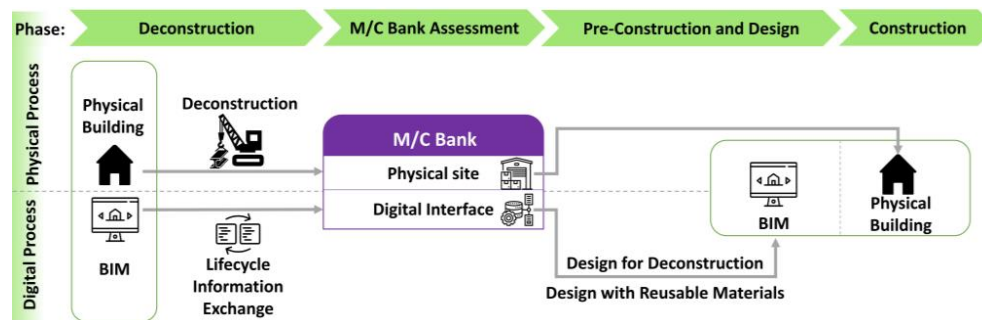 Phase:
Deconstruction
M/C Bank Assessment
Pre-Construction and Design
Construction
Physical Process
Physical
Building
Deconstruction
M/C Bank
Physical site
Digital Process
BIM
Lifecycle
Information
Exchange
Digital Interface
Design for Deconstruction
Design with Reusable Materials
BIM
Physical
Building